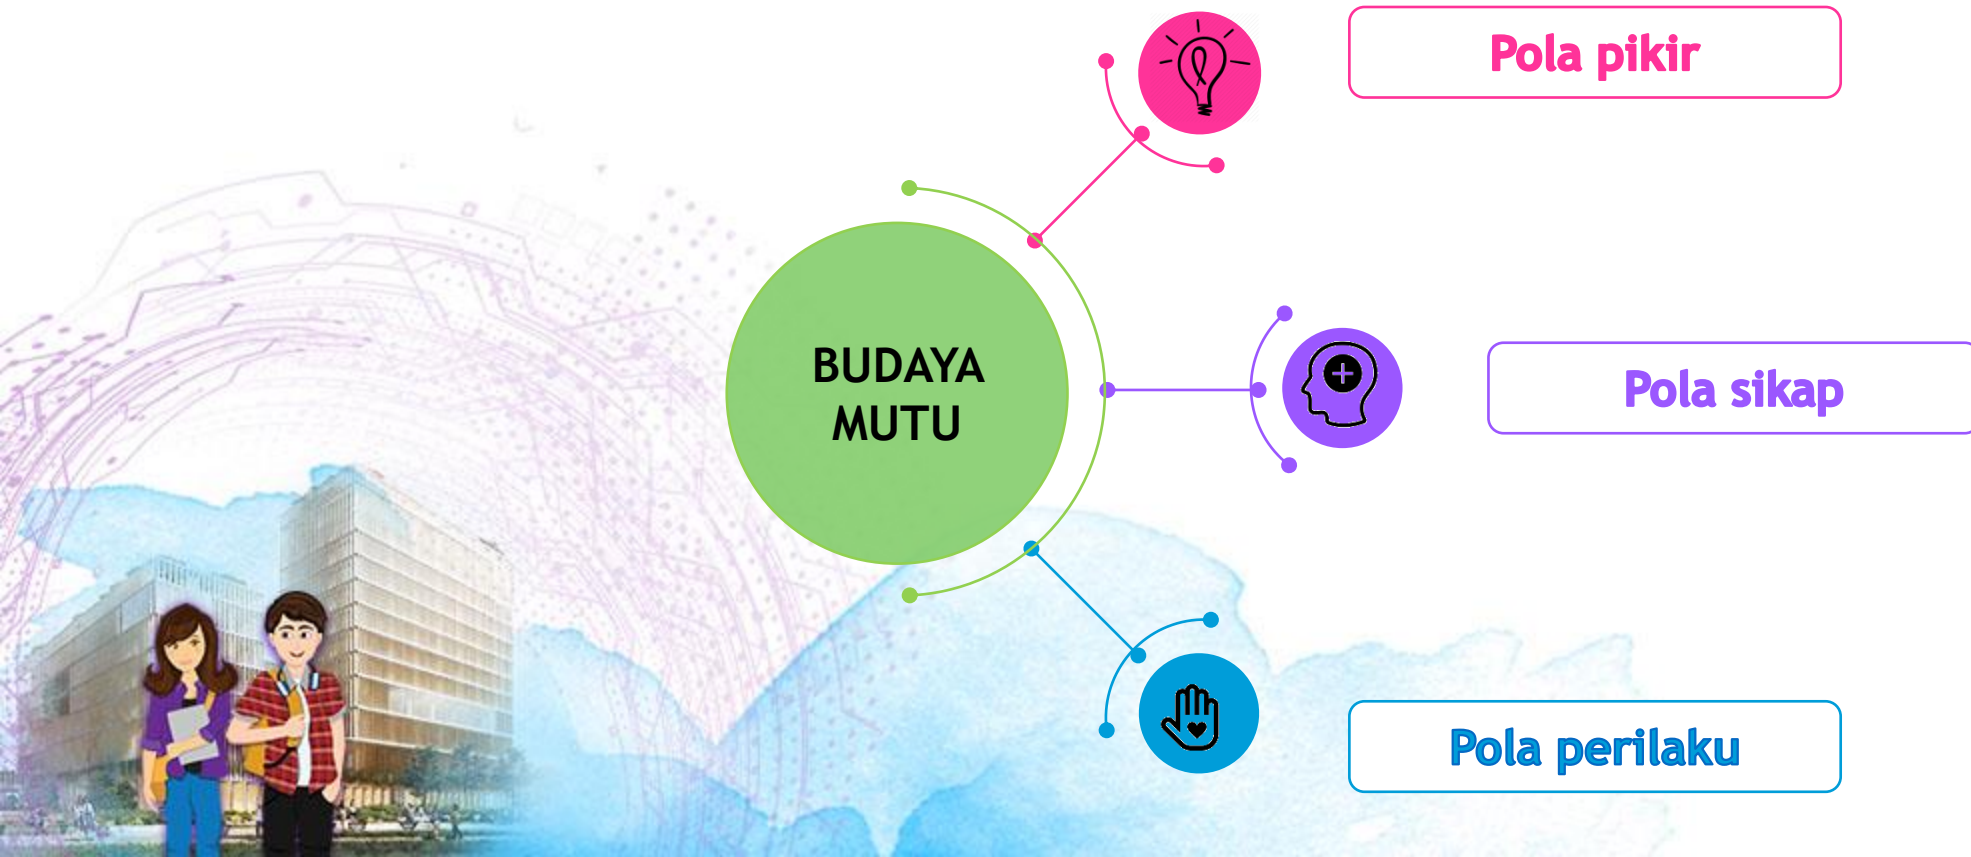 Pola pikir
BUDAYA
MUTU
Pola sikap
Pola perilaku